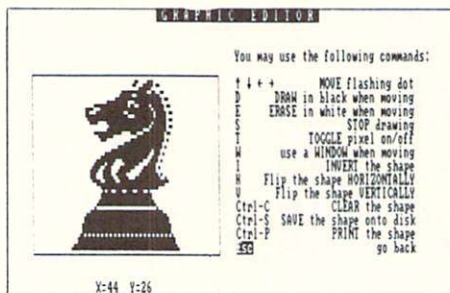 GRAPHIC EDITOR
You may use the following commands:
↑ ↓ ← → MOVE flashing dot
D DRAW in black when moving
E ERASE in white when moving
S STOP drawing
T TOGGLE pixel on/off
W use a WINDOW when moving
I INVERT the shape
H Flip the shape HORIZONTALLY
V Flip the shape VERTICALLY
Ctrl-C CLEAR the shape
Ctrl-S SAVE the shape onto disk
Ctrl-P PRINT the shape
Esc go back
X=44 Y=26